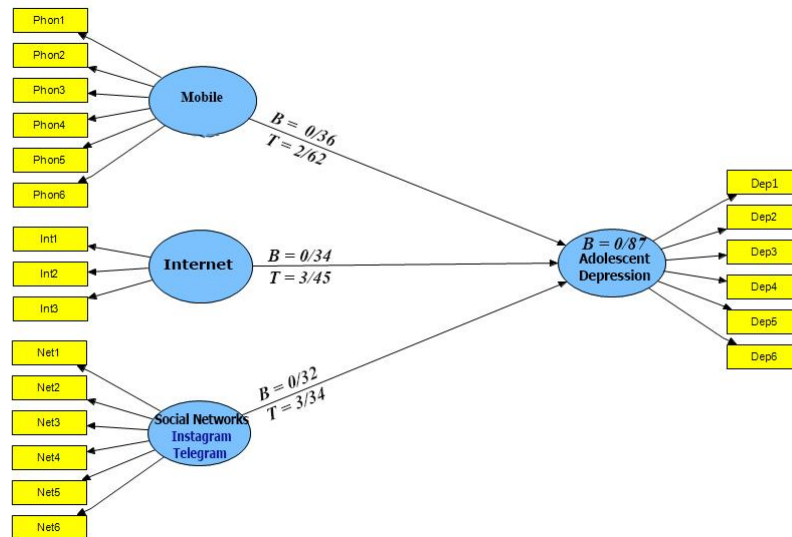 Phon1
Phon2
Phon3
Phon4
Phon5
Phon6
Mobile
B = 0/36
T = 2/62
Int1
Int2
Int3
Internet
B = 0/34
T = 3/45
Net1
Net2
Net3
Net4
Net5
Net6
Social Networks
Instagram
Telegram
B = 0/32
T = 3/34
B = 0/87
Adolescent
Depression
Dep1
Dep2
Dep3
Dep4
Dep5
Dep6